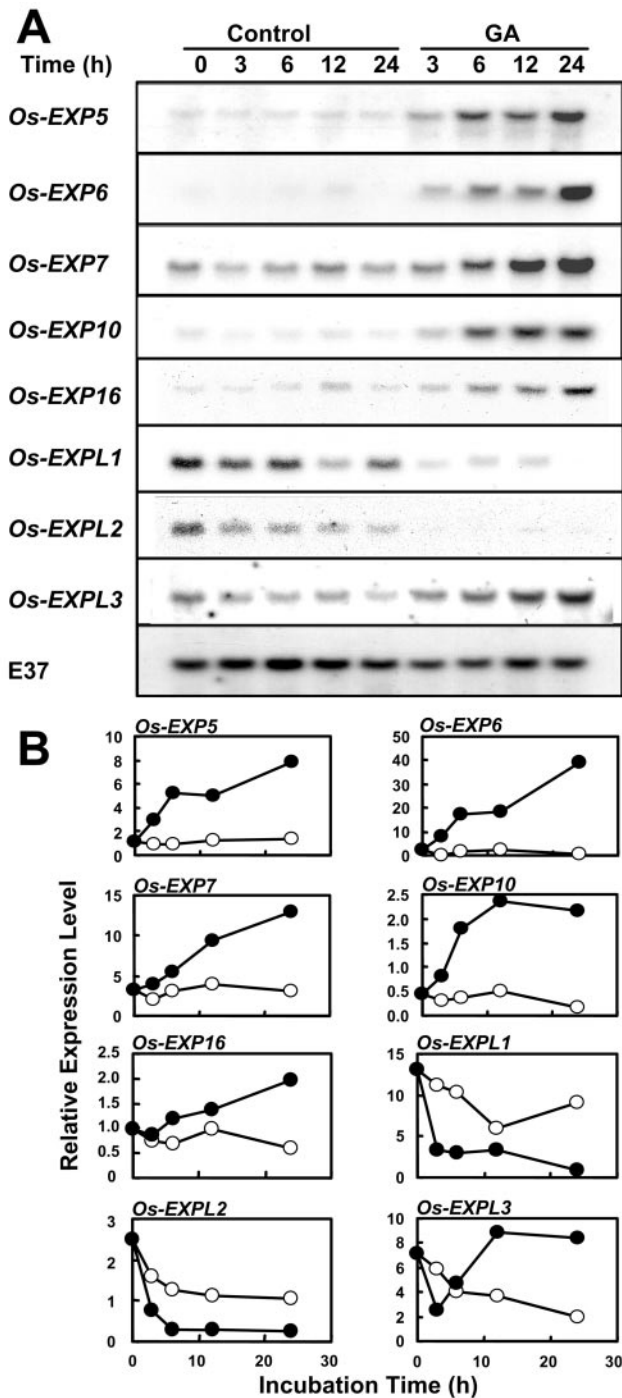 A
Control GA
Time (h) 0 3 6 12 24 3 6 12 24
Os-EXP5
Os-EXP6
Os-EXP7
Os-EXP10
Os-EXP16
Os-EXPL1
Os-EXPL2
Os-EXPL3
E37
B
Relative Expression Level
Os-EXP5
10
8
6
4
2
0
Os-EXP6
50
40
30
20
10
0
Os-EXP7
15
10
5
0
Os-EXP10
2.5
2.0
1.5
1.0
0.5
0.0
Os-EXP16
2.5
2.0
1.5
1.0
0.5
0
Os-EXPL1
15
10
5
0
Os-EXPL2
3
2
1
0
0 10 20 30
Os-EXPL3
10
8
6
4
2
0
0 10 20 30
Incubation Time (h)